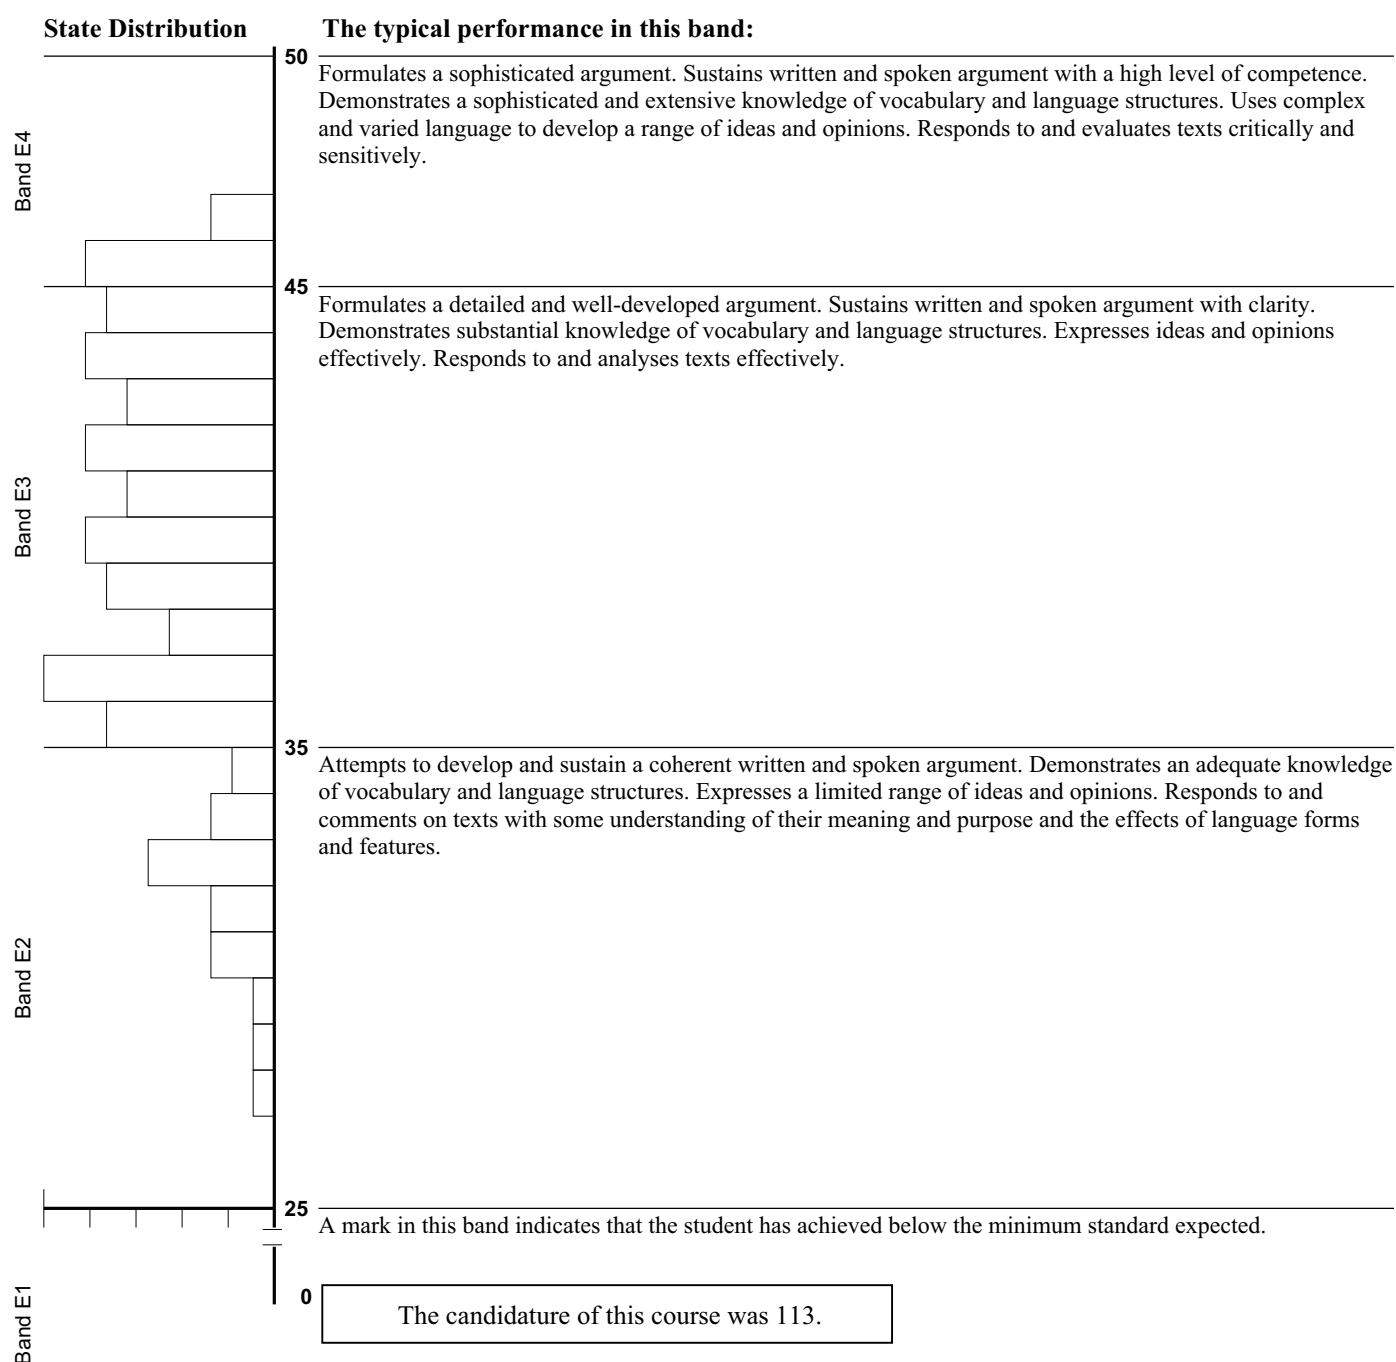 State Distribution
The typical performance in this band:
50
Formulates a sophisticated argument. Sustains written and spoken argument with a high level of competence.
Demonstrates a sophisticated and extensive knowledge of vocabulary and language structures. Uses complex
and varied language to develop a range of ideas and opinions. Responds to and evaluates texts critically and
sensitively.
Band E4
45
Formulates a detailed and well-developed argument. Sustains written and spoken argument with clarity.
Demonstrates substantial knowledge of vocabulary and language structures. Expresses ideas and opinions
effectively. Responds to and analyses texts effectively.
Band E3
35
Attempts to develop and sustain a coherent written and spoken argument. Demonstrates an adequate knowledge
of vocabulary and language structures. Expresses a limited range of ideas and opinions. Responds to and
comments on texts with some understanding of their meaning and purpose and the effects of language forms
and features.
Band E2
25
A mark in this band indicates that the student has achieved below the minimum standard expected.
0
Band E1
The candidature of this course was 113.